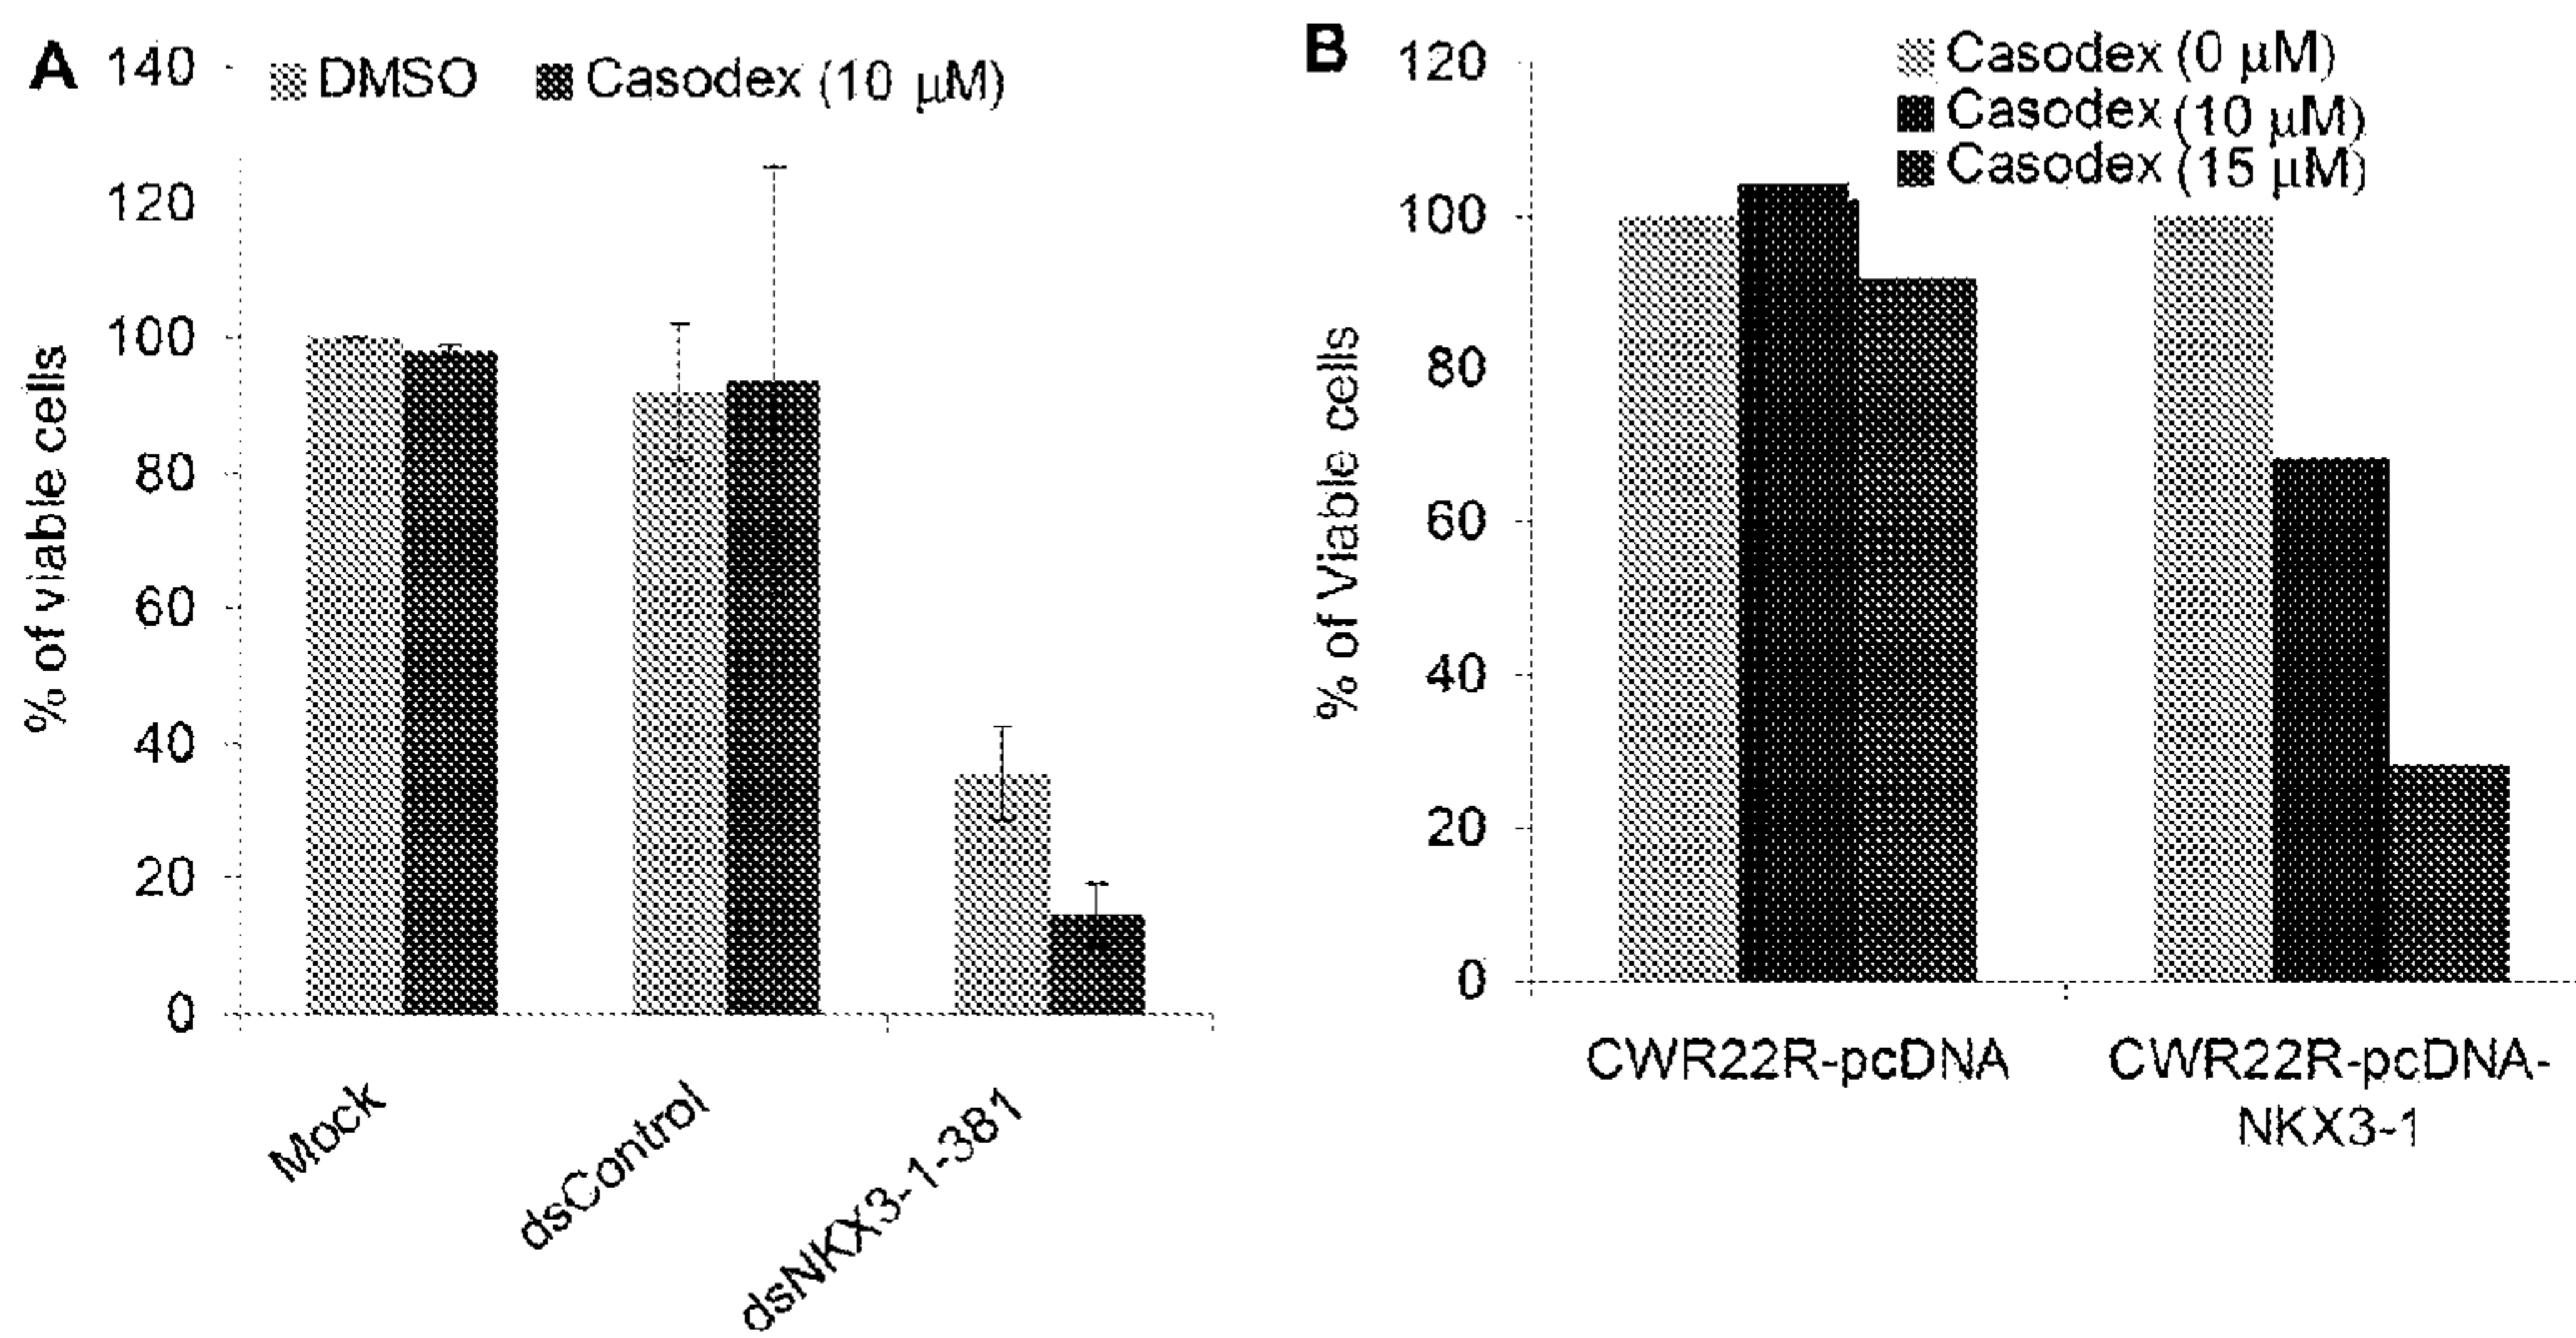 A
DMSO Casodex (10 μM)
140
120
100
80
60
40
20
0
% of viable cells
Mock
dsControl
dsNKX3-1-381
B
Casodex (0 μM)
Casodex (10 μM)
Casodex (15 μM)
120
100
80
60
40
20
0
% of Viable cells
CWR22R-pcDNA
CWR22R-pcDNA-
NKX3-1